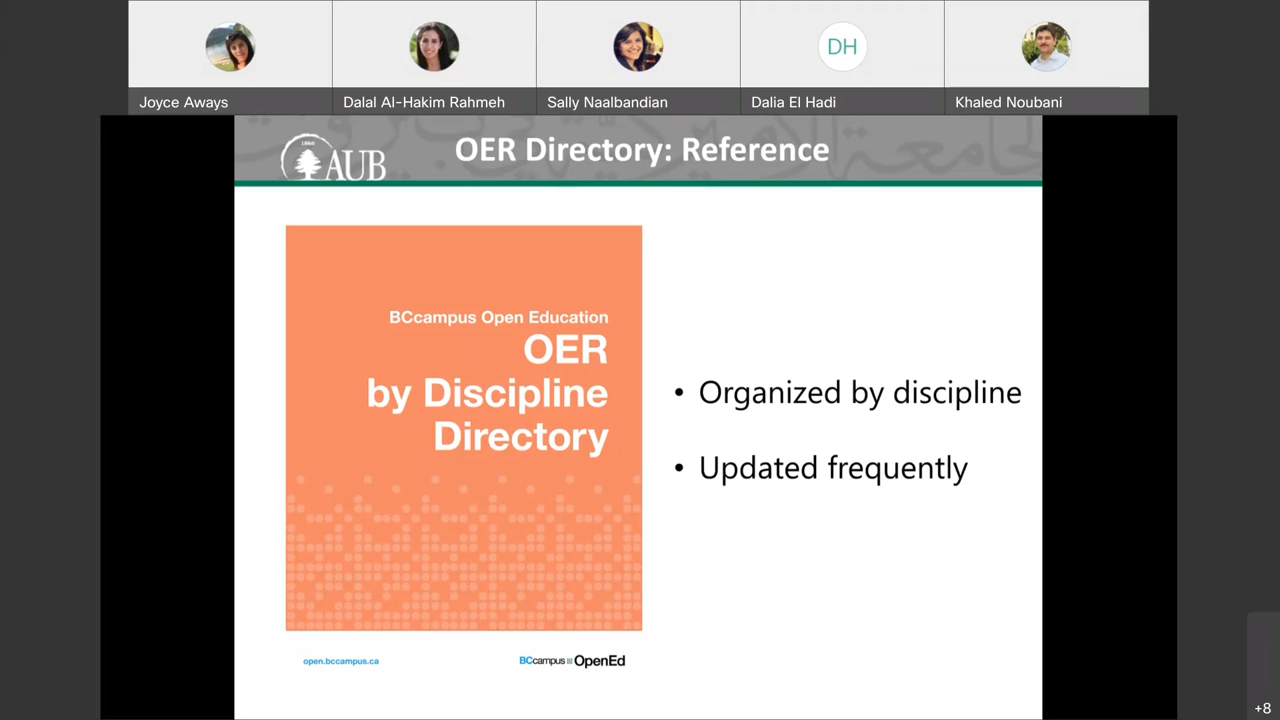 Joyce Aways
Dalal Al-Hakim Rahmeh
Sally Naalbandian
DH
Dalia El Hadi
Khaled Noubani
AUB
OER Directory: Reference
BCcampus Open Education
OER
by Discipline
Directory
open.bccampus.ca
BCcampus OpenEd
• Organized by discipline
• Updated frequently
+8